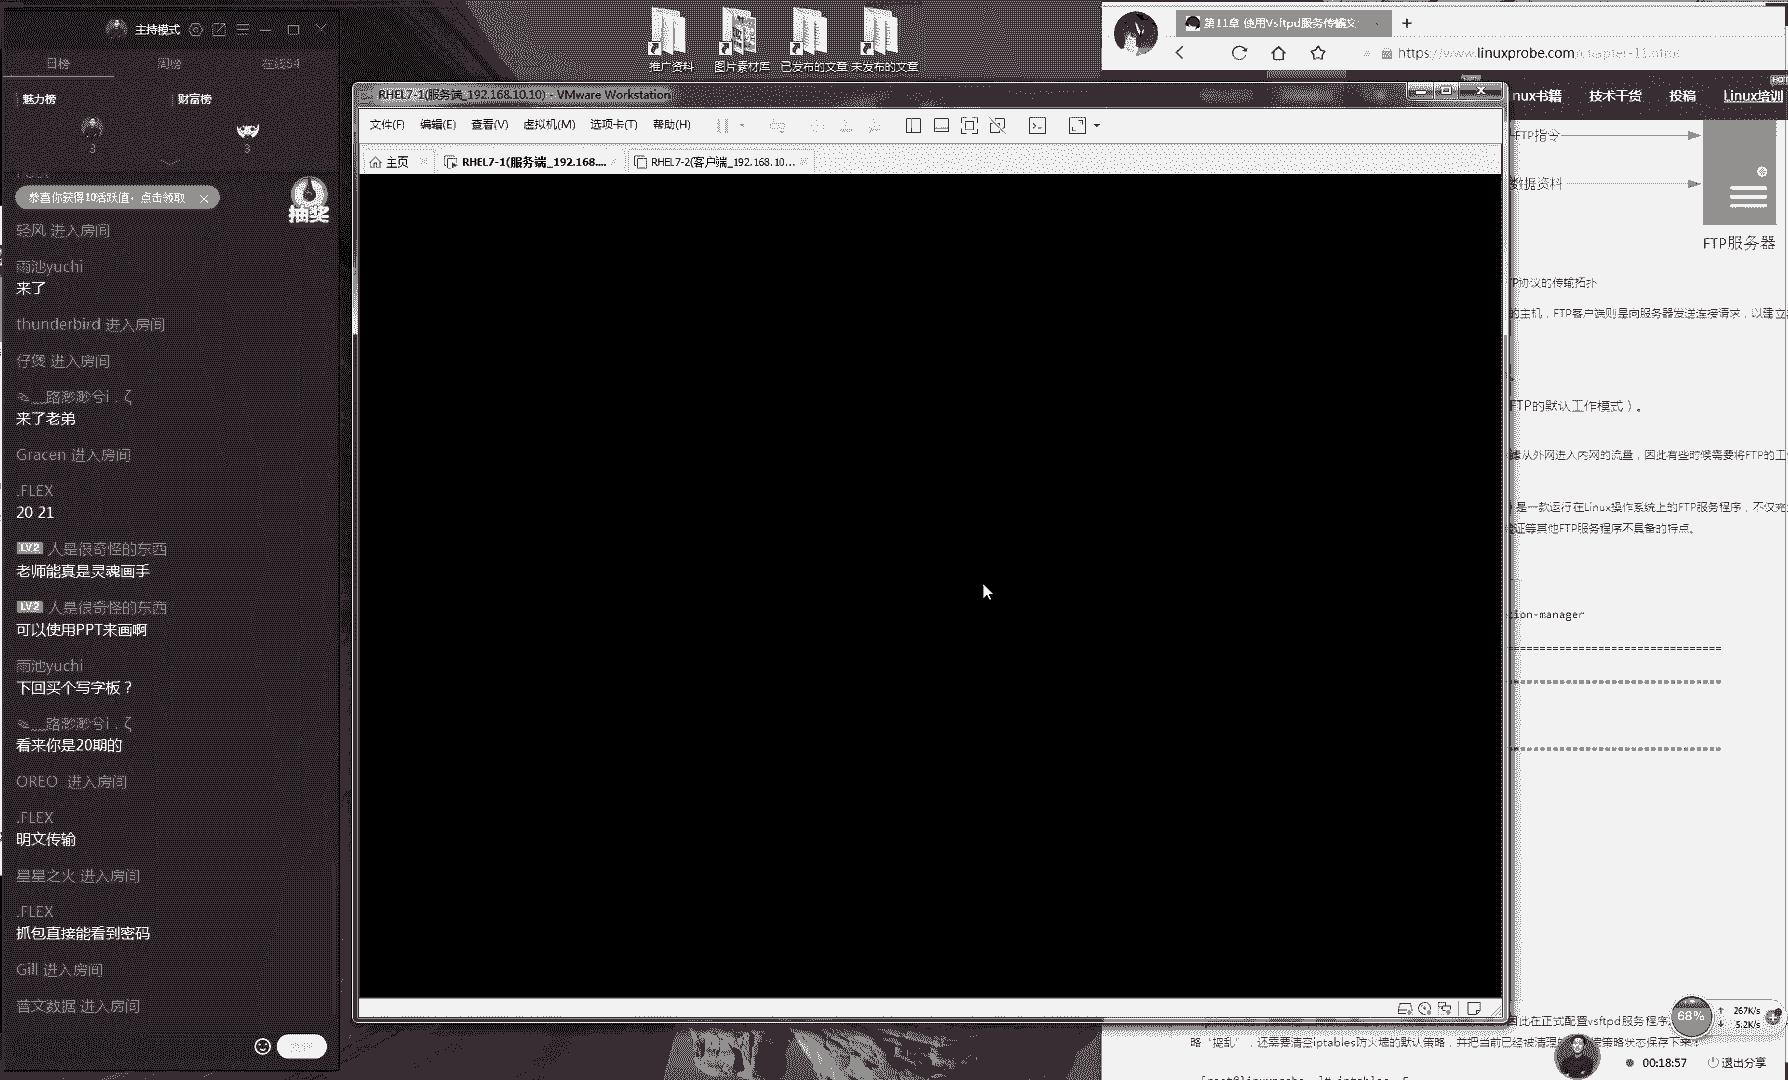 主持模式
日榜 周榜 在线94
魅力榜 财富榜
3 3
恭喜你获得10活跃值，点击领取
抽奖
轻风 进入房间
雨池yuchi
来了
thunderbird 进入房间
仔煲 进入房间
来了老弟
Gracen 进入房间
.FLEX
20 21
LV2 人是很奇怪的东西
老师能真是灵魂画手
LV2 人是很奇怪的东西
可以使用PPT来画啊
雨池yuchi
下回买个写字板？
看来你是20期的
OREO 进入房间
.FLEX
明文传输
星星之火 进入房间
.FLEX
抓包直接能看到密码
Gill 进入房间
普文数据 进入房间
推广资料 图片素材库 已发布的文章 未发布的文章
RHEL7-1(服务端_192.168.10.10) - VMware Workstation
文件(F) 编辑(E) 查看(V) 虚拟机(M) 选项卡(T) 帮助(H)
主页 RHEL7-1(服务端_192.168.... RHEL7-2(客户端_192.168.10...
第11章 使用Vsftpd服务传输文
https://www.linuxprobe.com/chapter-11.html
nux书籍 技术干货 投稿 Linux培训
FTP指令
数据资料
FTP服务器
P协议的传输拓扑
的主机，FTP客户端则是向服务器发送连接请求，以建立
FTP的默认工作模式）。
从外网进入内网的流量，因此有些时候需要将FTP的工
是一款运行在Linux操作系统上的FTP服务程序，不仅完
证等其他FTP服务程序不具备的特点。
tion-manager
因此在正式配置vsftpd服务程序
略“捣乱”，还需要清空iptables防火墙的默认策略，并把当前已经被清理
策略状态保存下来：
68%
267K/s
5.2K/s
00:18:57 退出分享